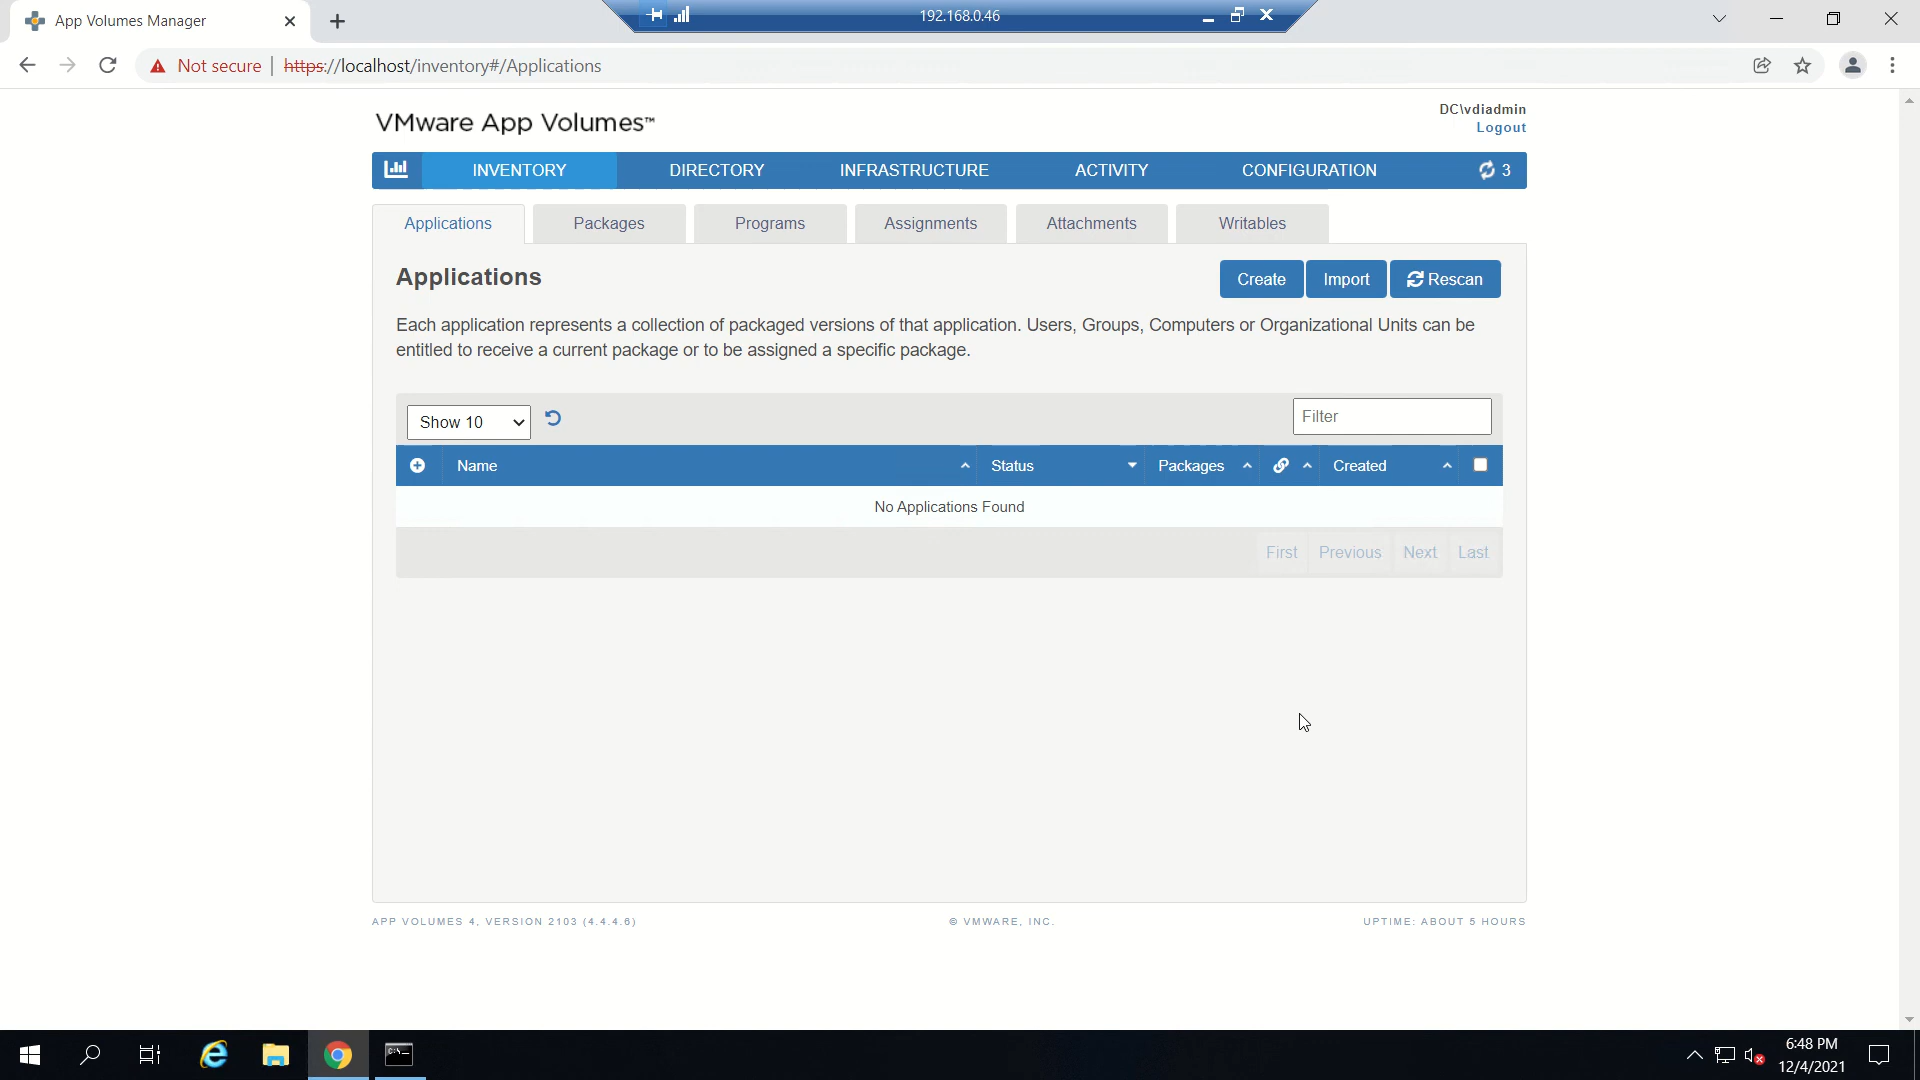 App Volumes Manager
192.168.0.46
Not secure
https://localhost/inventory#/Applications
VMware App Volumes™
DC\vdiadmin
Logout
INVENTORY DIRECTORY INFRASTRUCTURE ACTIVITY CONFIGURATION 3
Applications Packages Programs Assignments Attachments Writables
Applications
Create Import Rescan
Each application represents a collection of packaged versions of that application. Users, Groups, Computers or Organizational Units can be
entitled to receive a current package or to be assigned a specific package.
Show 10
Filter
Name Status Packages Created
No Applications Found
First Previous Next Last
APP VOLUMES 4, VERSION 2103 (4.4.4.6) © VMWARE, INC. UPTIME: ABOUT 5 HOURS
C:\_
6:48 PM
12/4/2021